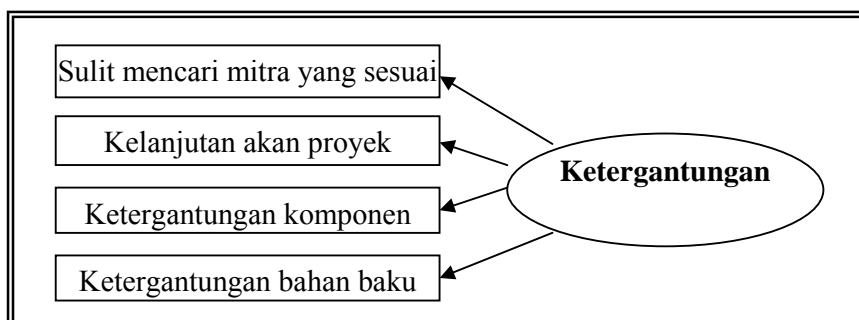 Sulit mencari mitra yang sesuai
Kelanjutan akan proyek
Ketergantungan komponen
Ketergantungan bahan baku
Ketergantungan